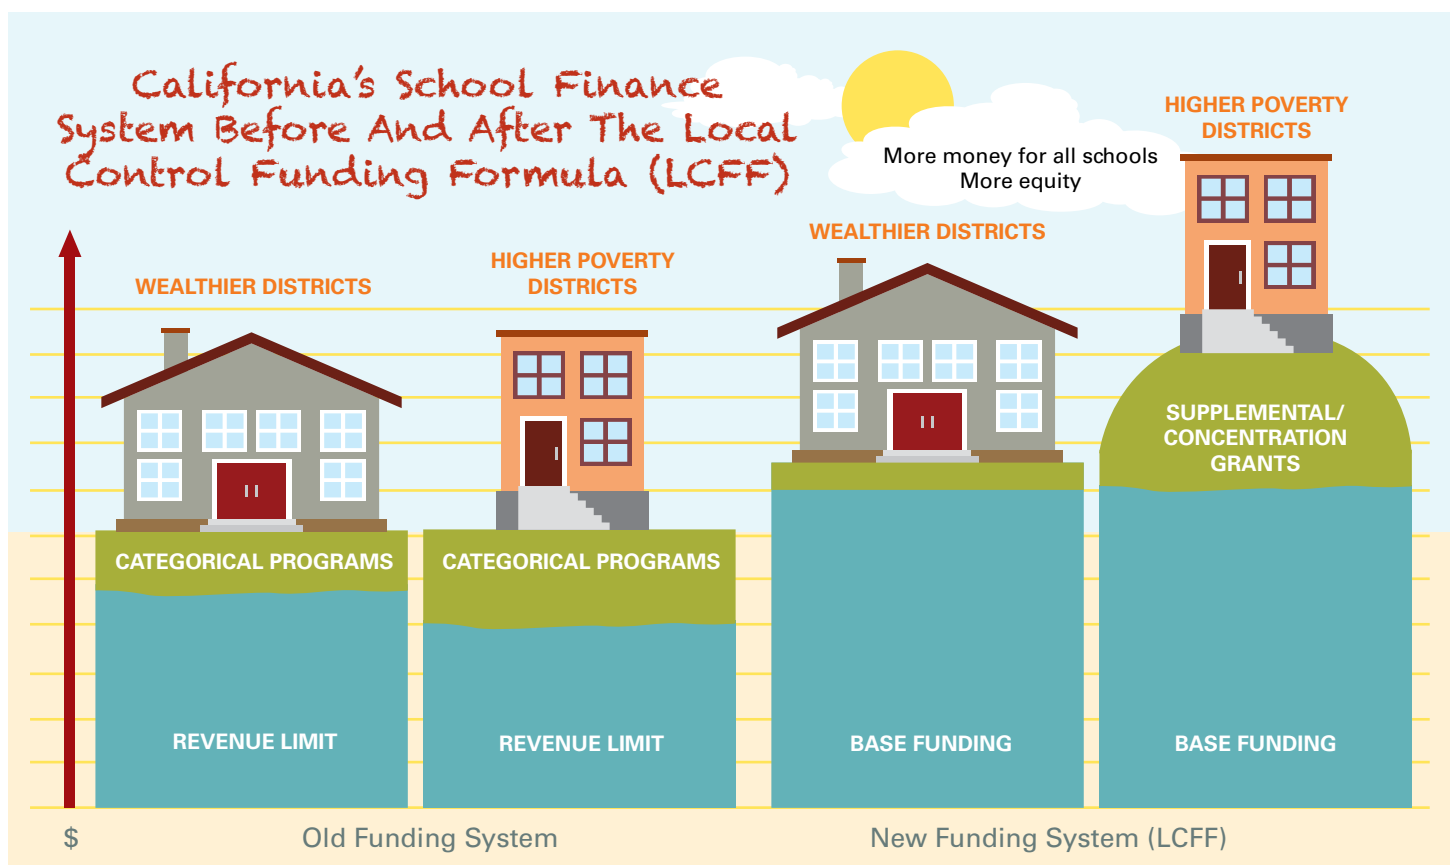 California's School Finance
System Before And After The Local
Control Funding Formula (LCFF)
More money for all schools
More equity
WEALTHIER DISTRICTS
HIGHER POVERTY
DISTRICTS
WEALTHIER DISTRICTS
HIGHER POVERTY
DISTRICTS
CATEGORICAL PROGRAMS
CATEGORICAL PROGRAMS
SUPPLEMENTAL/
CONCENTRATION
GRANTS
REVENUE LIMIT
REVENUE LIMIT
BASE FUNDING
BASE FUNDING
$
Old Funding System
New Funding System (LCFF)